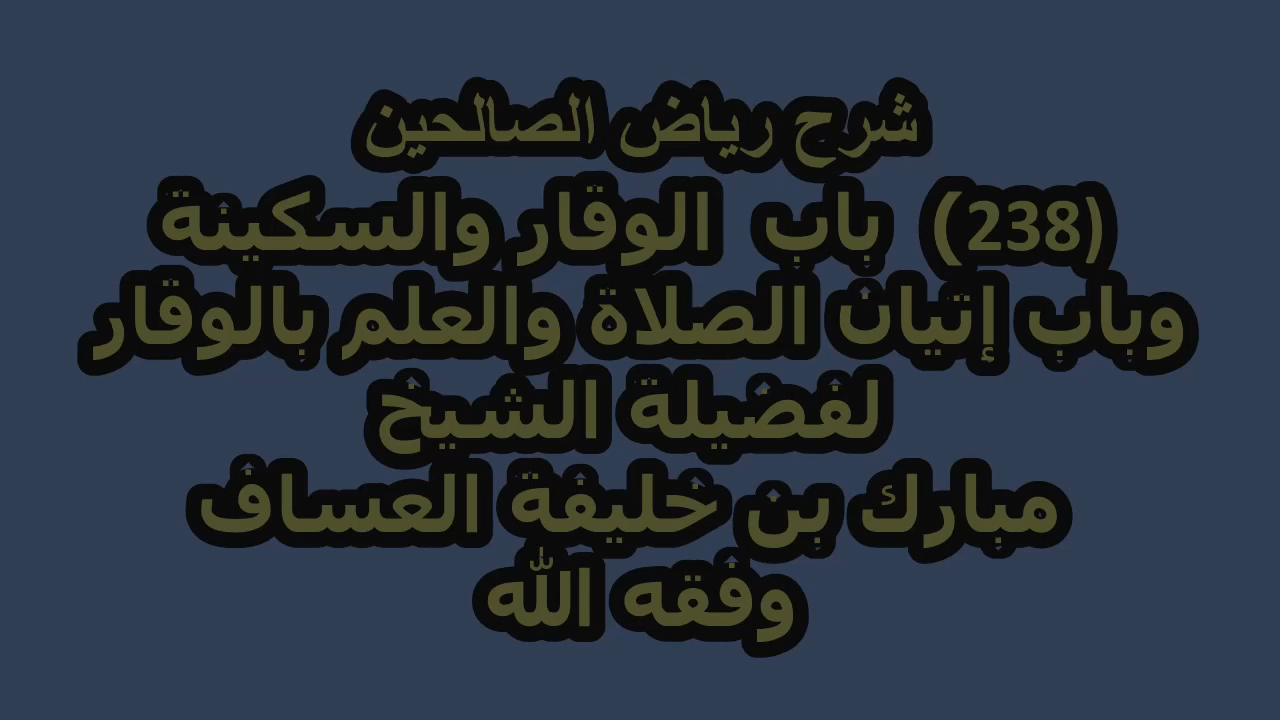 شرح رياض الصالحين
(238) باب الوقار والسكينة
وباب إتيان الصلاة والعلم بالوقار
لفضيلة الشيخ
مبارك بن خليفة العساف
وفقه الله